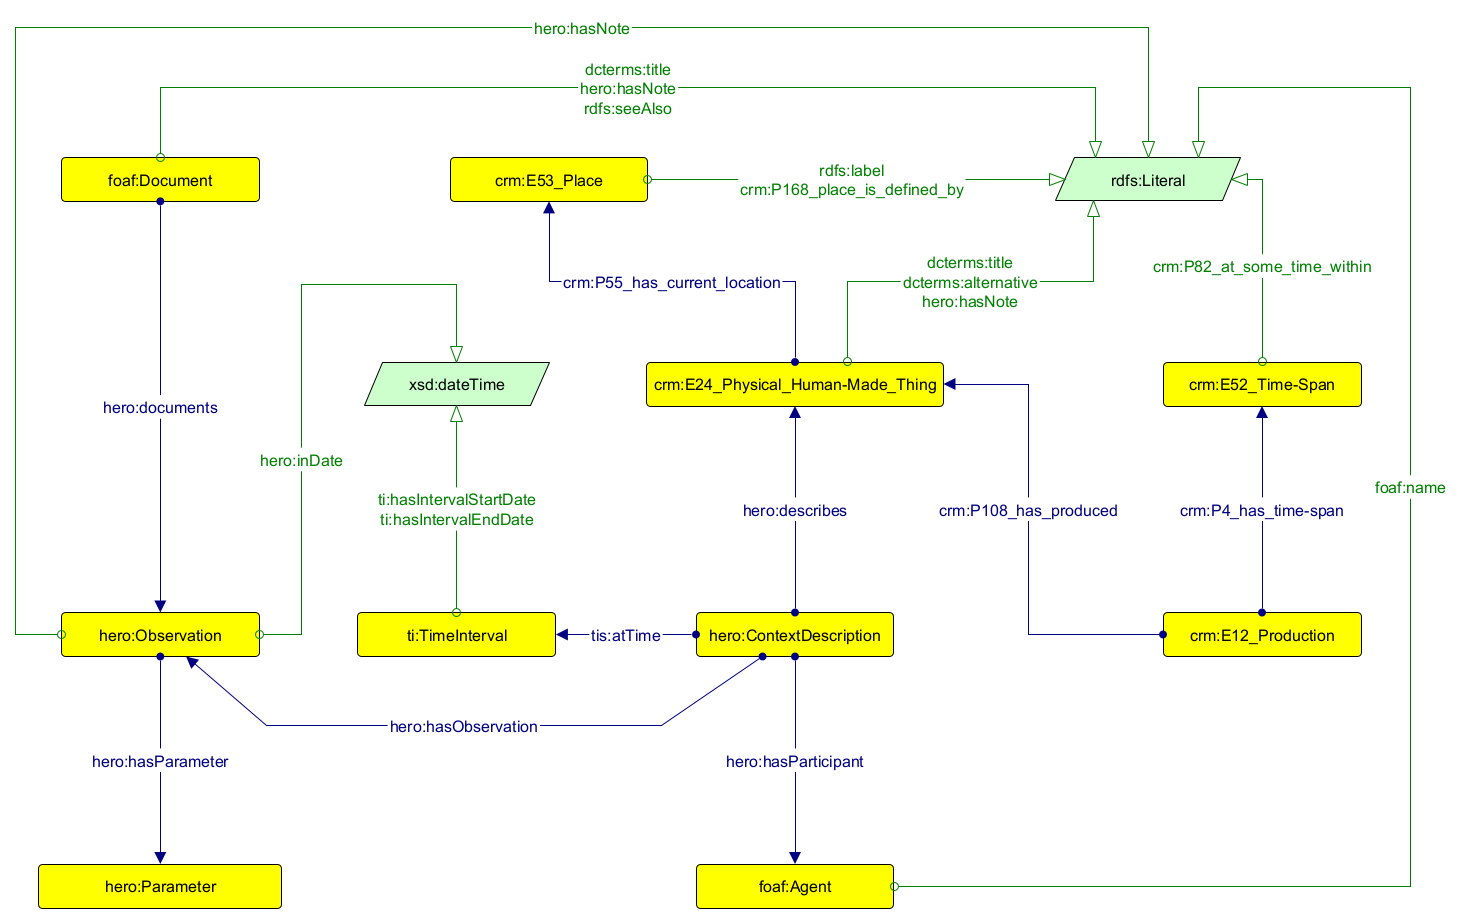 hero:hasNote
dcterms:title
hero:hasNote
rdfs:seeAlso
foaf:Document
crm:E53_Place
rdfs:label
crm:P168_place_is_defined_by
rdfs:Literal
crm:P55_has_current_location
dcterms:title
dcterms:alternative
hero:hasNote
crm:P82_at_some_time_within
xsd:dateTime
crm:E24_Physical_Human-Made_Thing
crm:E52_Time-Span
hero:documents
hero:inDate
ti:hasIntervalStartDate
ti:hasIntervalEndDate
hero:describes
crm:P108_has_produced
crm:P4_has_time-span
foaf:name
hero:Observation
ti:TimeInterval
tis:atTime
hero:ContextDescription
crm:E12_Production
hero:hasObservation
hero:hasParameter
hero:hasParticipant
hero:Parameter
foaf:Agent